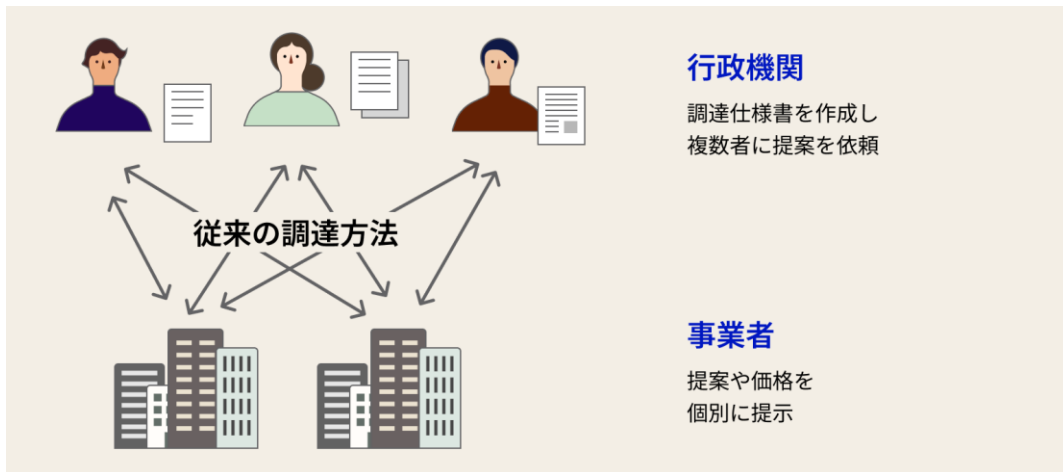 行政機関
調達仕様書を作成し
複数者に提案を依頼
従来の調達方法
事業者
提案や価格を
個別に提示